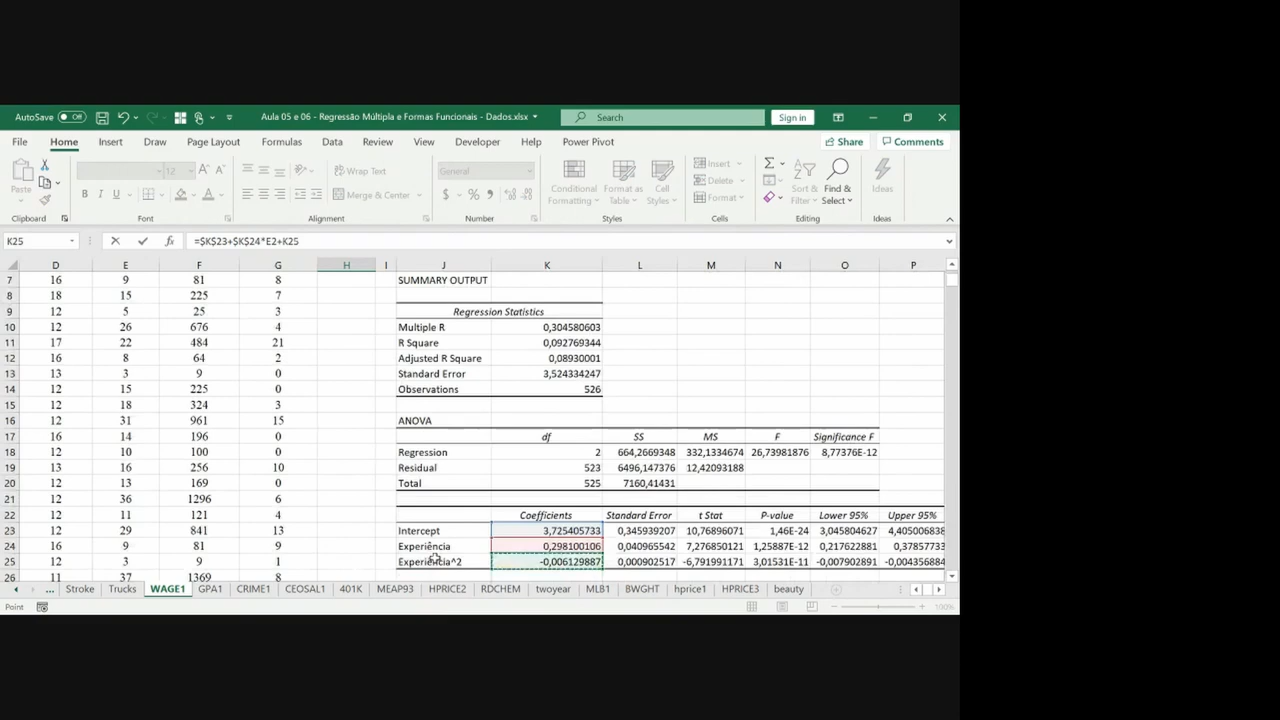 AutoSave Off Aula 05 e 06 - Regressão Múltipla e Formas Funcionais - Dados.xlsx Search Sign in
File Home Insert Draw Page Layout Formulas Data Review View Developer Help Power Pivot Share Comments
Paste 12 A A Wrap Text General Conditional Formatting Format as Table Cell Styles Insert Delete Format Sort & Filter Find & Select Ideas
B I U Merge & Center $ % 9
Clipboard Font Alignment Number Styles Cells Editing Ideas
K25 fx =$K$23+$K$24*E2+K25
D E F G H I J K L M N O P
7 16 9 81 8 SUMMARY OUTPUT
8 18 15 225 7
9 12 5 25 3 Regression Statistics
10 12 26 676 4 Multiple R 0,304580603
11 17 22 484 21 R Square 0,092769344
12 16 8 64 2 Adjusted R Square 0,08930001
13 13 3 9 0 Standard Error 3,524334247
14 12 15 225 0 Observations 526
15 12 18 324 3
16 12 31 961 15 ANOVA
17 16 14 196 0 df SS MS F Significance F
18 12 10 100 0 Regression 2 664,2669348 332,1334674 26,73981876 8,77376E-12
19 13 16 256 10 Residual 523 6496,147376 12,42093188
20 12 13 169 0 Total 525 7160,41431
21 12 36 1296 6
22 12 11 121 4 Coefficients Standard Error t Stat P-value Lower 95% Upper 95%
23 12 29 841 13 Intercept 3,725405733 0,345939207 10,76896071 1,46E-24 3,045804627 4,405006838
24 16 9 81 9 Experiência 0,298100106 0,040965542 7,276850121 1,25887E-12 0,217622881 0,37857733
25 12 3 9 1 Experiência^2 -0,006129887 0,000902517 -6,791991171 3,01531E-11 -0,007902891 -0,004356884
26 11 37 1369 8
... Stroke Trucks WAGE1 GPA1 CRIME1 CEOSAL1 401K MEAP93 HPRICE2 RDCHEM twoyear MLB1 BWGHT hprice1 HPRICE3 beauty
Point 100%